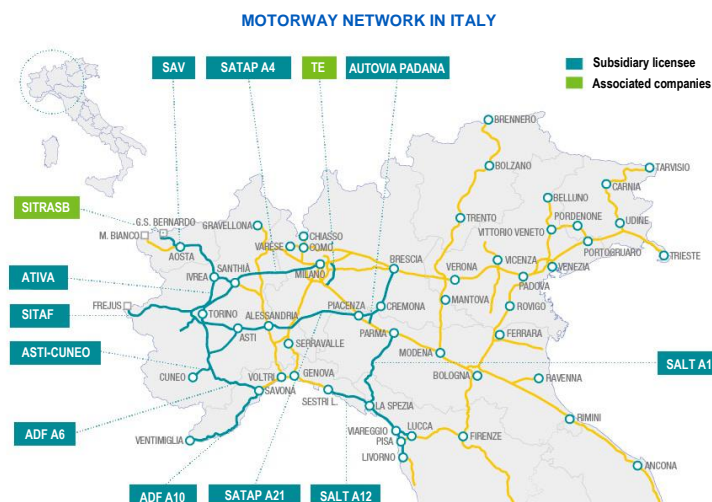 MOTORWAY NETWORK IN ITALY
SAV
SATAP A4
TE
AUTOVIA PADANA
Subsidiary licensee
Associated companies
BRENNERO
BOLZANO
TARVISIO
CARNIA
SITRASB
G.S. BERNARDO
M. BIANCO
GRAVELLONA
CHIASSO
COMO
VARESE
TRENTO
BELLUNO
PORDENONE
VITTORIO VENETO
UDINE
PORTOGRUARO
TRIESTE
AOSTA
IVREA
SANTHIÀ
MILANO
BRESCIA
VERONA
VICENZA
PADOVA
VENEZIA
ATIVA
SITAF
FREJUS
TORINO
ALESSANDRIA
PIACENZA
CREMONA
MANTOVA
ROVIGO
ASTI
PARMA
FERRARA
ASTI-CUNEO
SERRAVALLE
MODENA
SALT A1
CUNEO
VOLTRI
GENOVA
BOLOGNA
RAVENNA
SAVONA
SESTRI L.
LA SPEZIA
RIMINI
ADF A6
VENTIMIGLIA
VIAREGGIO
LUCCA
PISA
FIRENZE
LIVORNO
ANCONA
ADF A10
SATAP A21
SALT A12